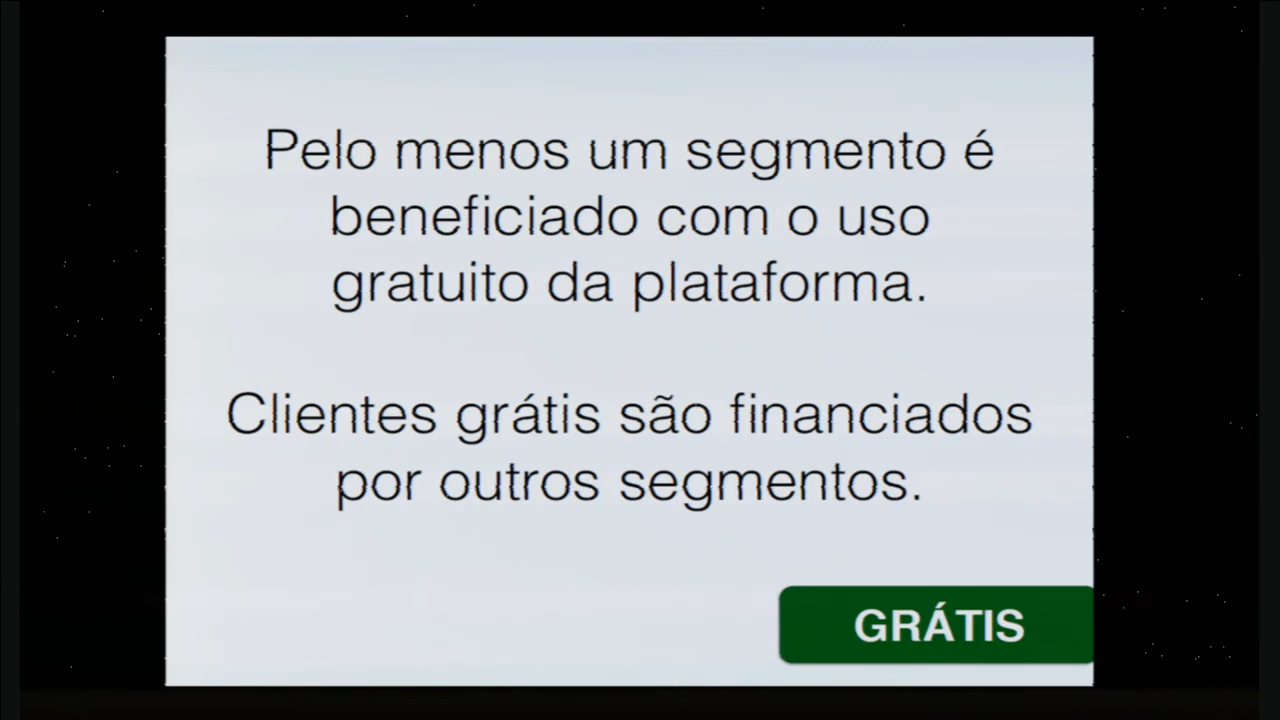 Pelo menos um segmento é
beneficiado com o uso
gratuito da plataforma.
Clientes grátis são financiados
por outros segmentos.
GRÁTIS